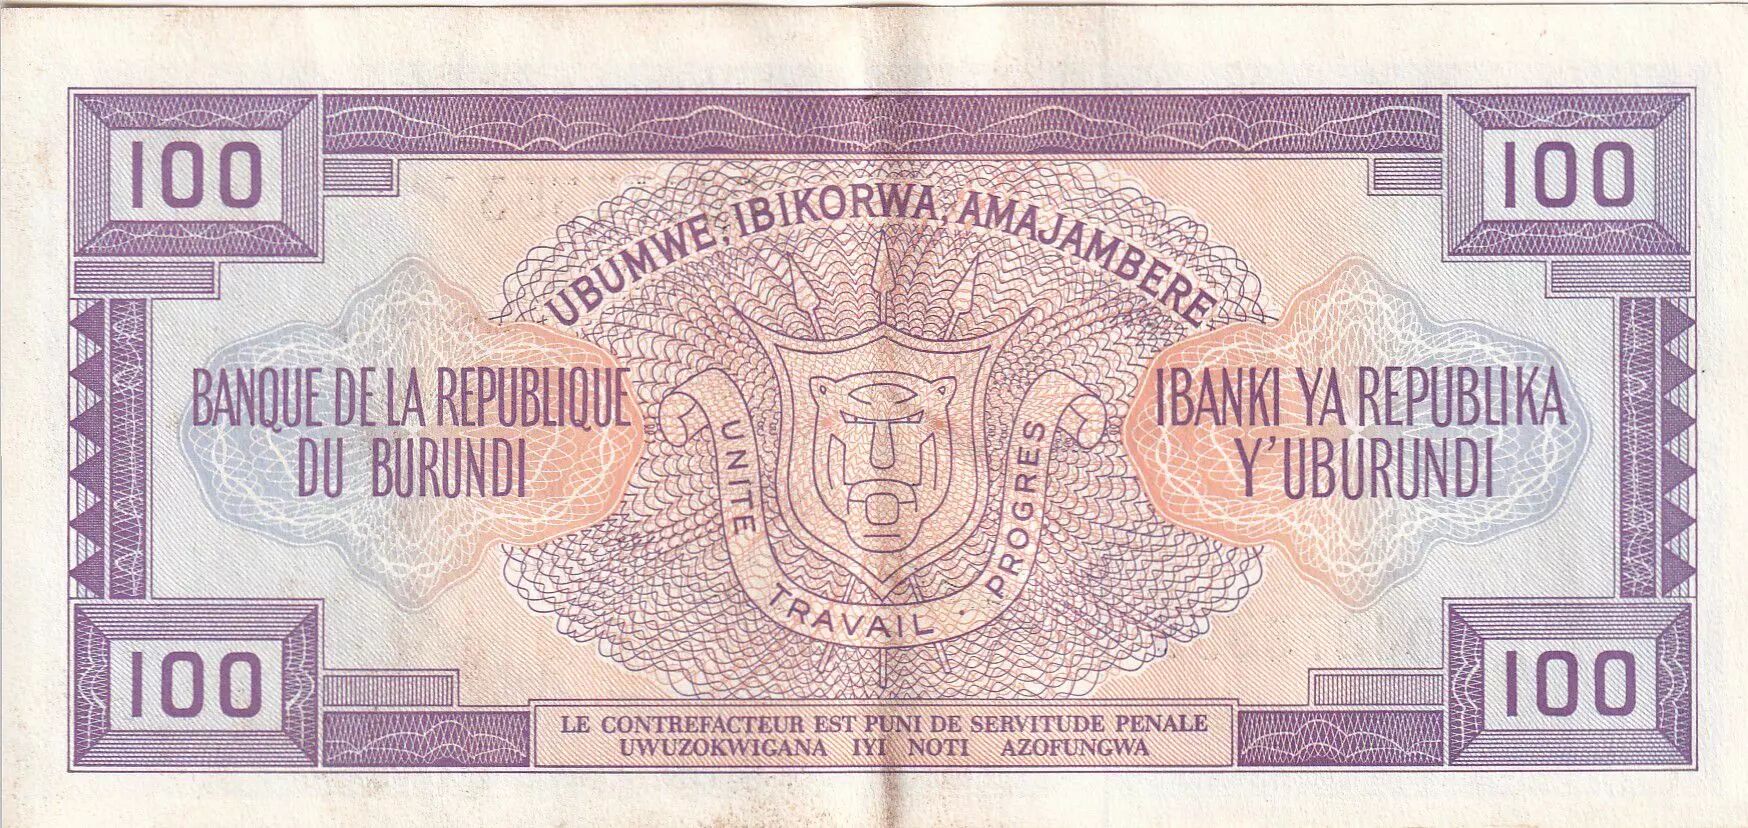 100
100
UBUMWE, IBIKORWA, AMAJAMBERE
BANQUE DE LA REPUBLIQUE
DU BURUNDI
IBANKI YA REPUBLIKA
Y'UBURUNDI
UNITE TRAVAIL · PROGRES
100
100
LE CONTREFACTEUR EST PUNI DE SERVITUDE PENALE
UWUZOKWIGANA IYI NOTI AZOFUNGWA